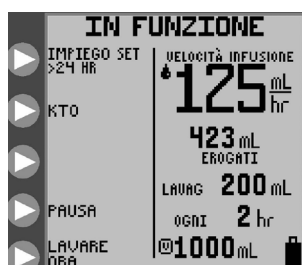 IN FUNZIONE
IMPIEGO SET
>24 HR
KTO
PAUSA
LAVARE
ORA
VELOCITÀ INFUSIONE
125 mL/hr
423 mL
EROGATI
LAVAG 200 mL
OGNI 2 hr
1000 mL